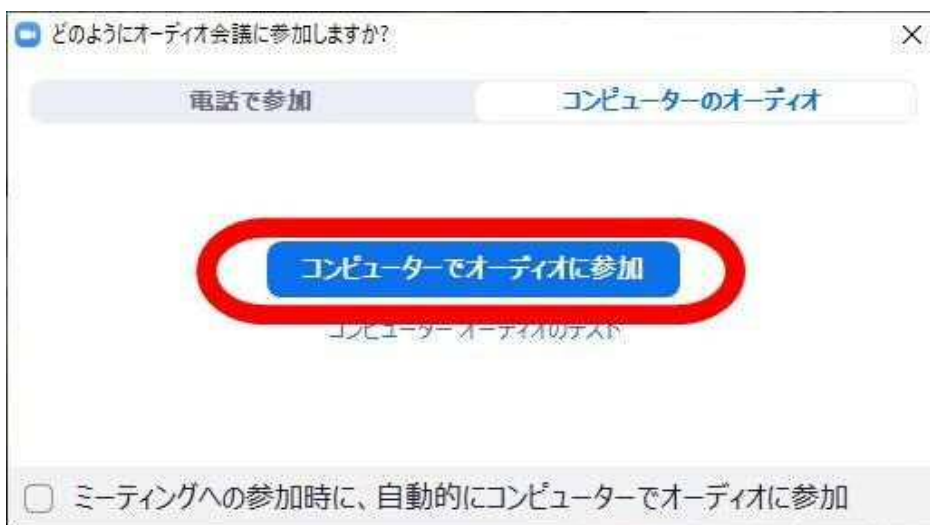 どのようにオーディオ会議に参加しますか?
電話で参加
コンピューターのオーディオ
コンピューターでオーディオに参加
コンピューター オーディオのテスト
ミーティングへの参加時に、自動的にコンピューターでオーディオに参加